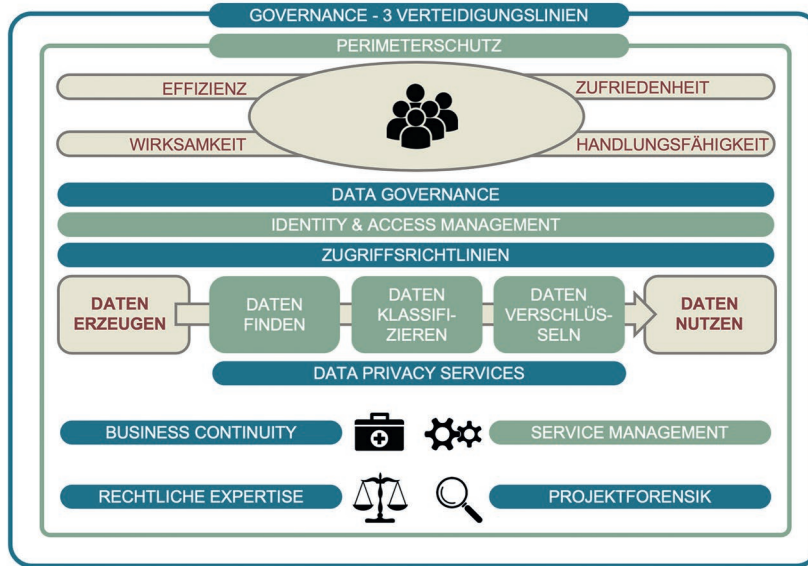 GOVERNANCE - 3 VERTEIDIGUNGSLINIEN
PERIMETERSCHUTZ
EFFIZIENZ
ZUFRIEDENHEIT
WIRKSAMKEIT
HANDLUNGSFÄHIGKEIT
DATA GOVERNANCE
IDENTITY & ACCESS MANAGEMENT
ZUGRIFFSRICHTLINIEN
DATEN
ERZEUGEN
DATEN
FINDEN
DATEN
KLASSIFI-
ZIEREN
DATEN
VERSCHLÜS-
SELN
DATEN
NUTZEN
DATA PRIVACY SERVICES
BUSINESS CONTINUITY
SERVICE MANAGEMENT
RECHTLICHE EXPERTISE
PROJEKTFORENSIK